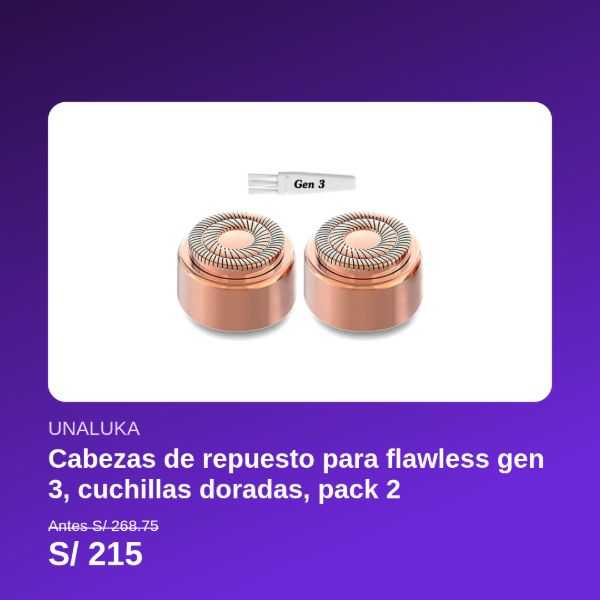 Gen 3
UNALUKA
Cabezas de repuesto para flawless gen
3, cuchillas doradas, pack 2
Antes S/ 268.75
S/ 215